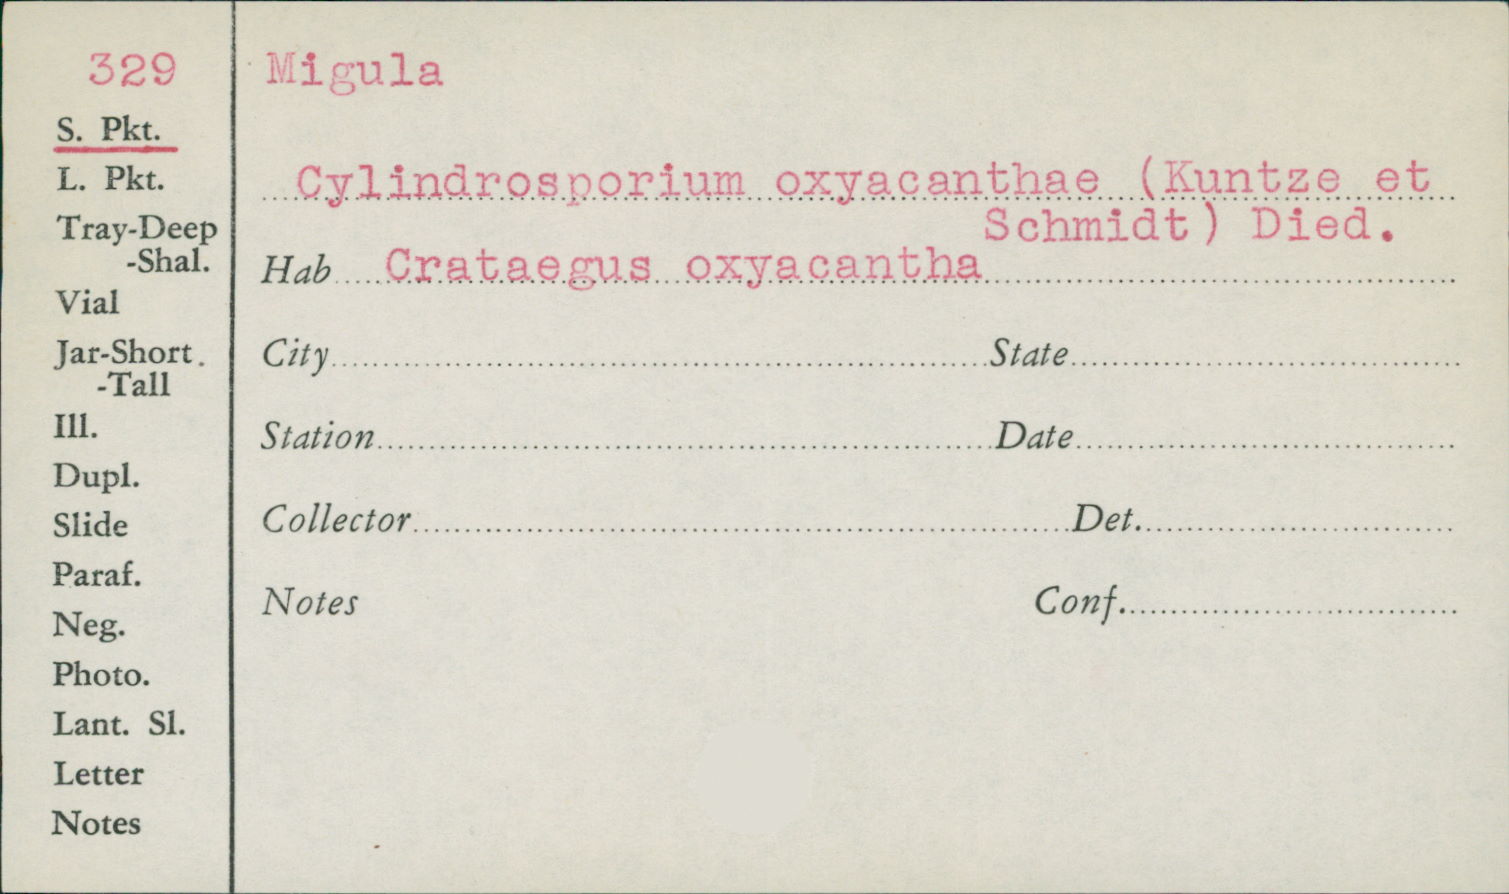 329
S. Pkt.
L. Pkt.
Tray-Deep
-Shal.
Vial
Jar-Short.
-Tall
Ill.
Dupl.
Slide
Paraf.
Neg.
Photo.
Lant. Sl.
Letter
Notes
Migula
Cylindrosporium oxyacanthae (Kuntze et
Schmidt) Died.
Hab Crataegus oxyacantha
City State
Station Date
Collector Det.
Notes Conf.